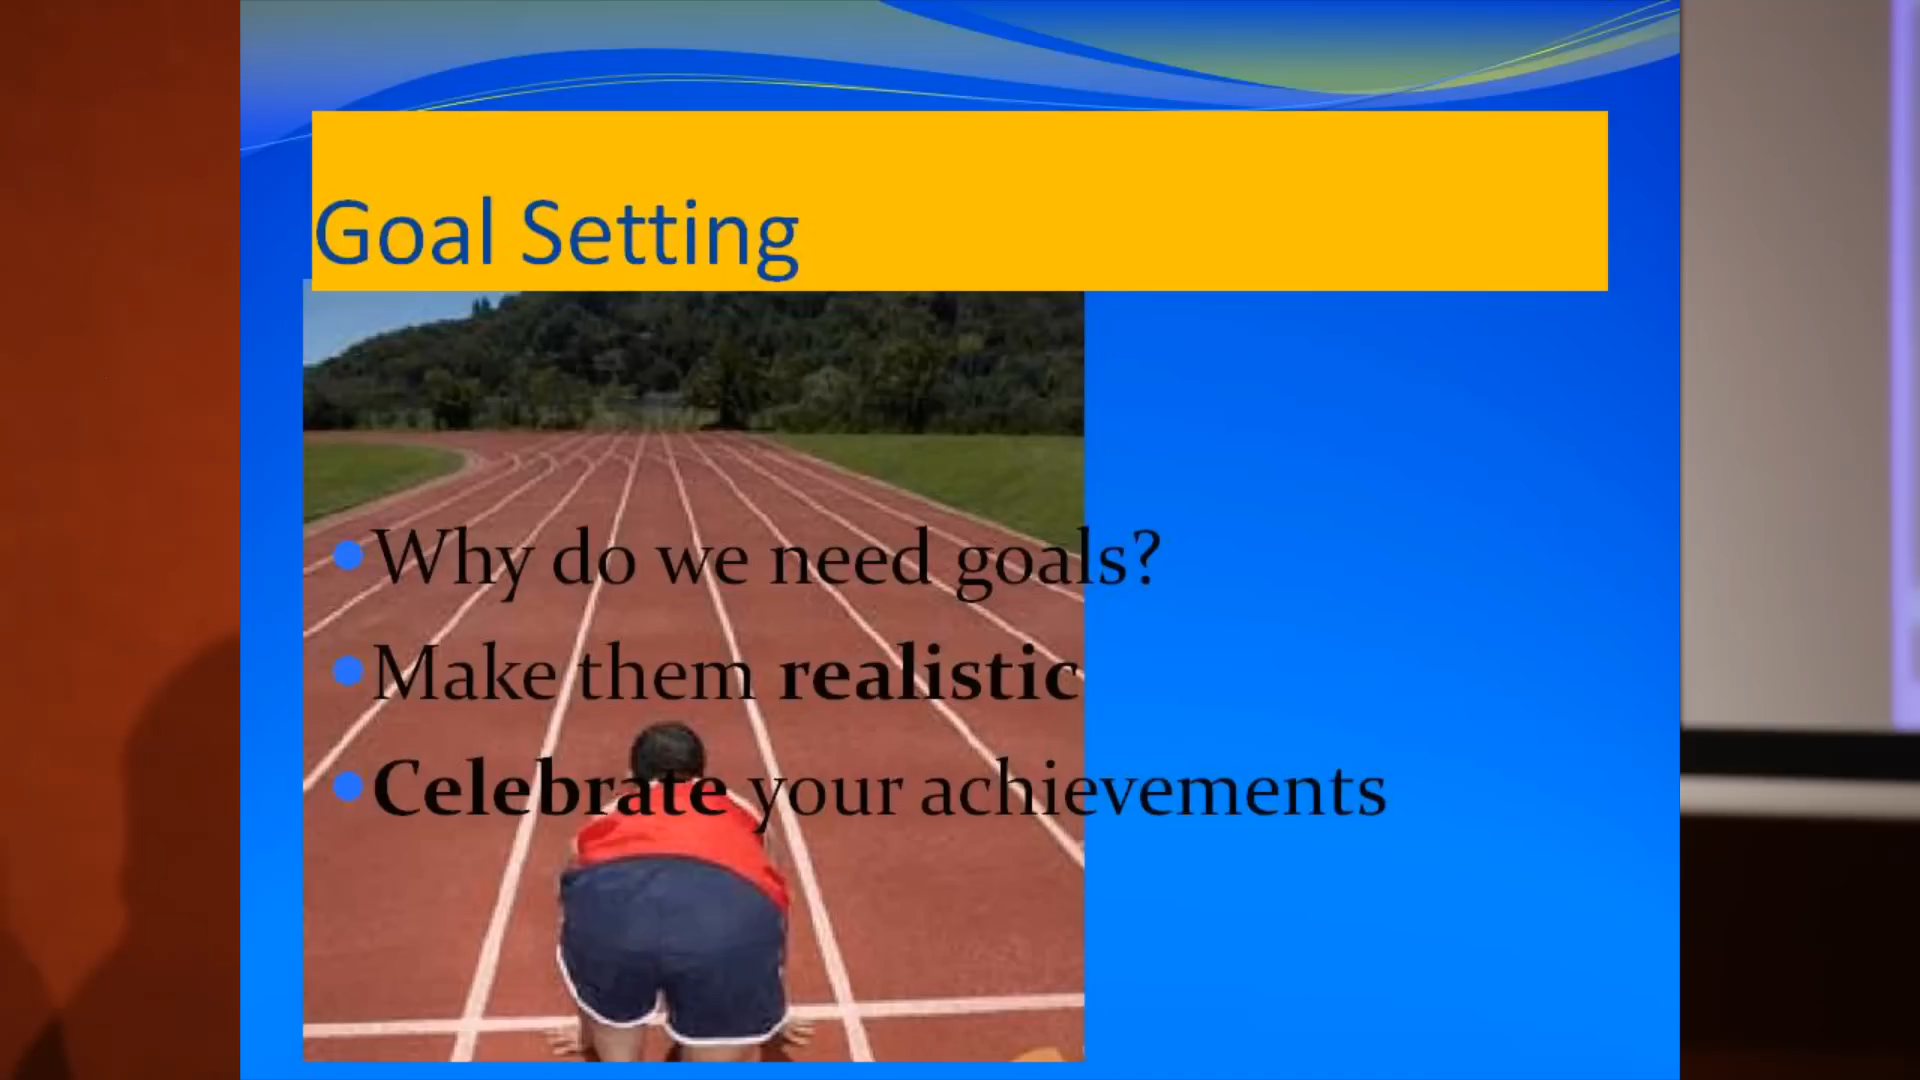 Goal Setting
Why do we need goals?
Make them realistic
Celebrate your achievements